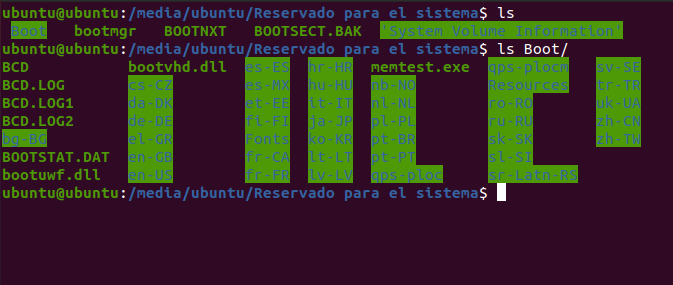 ubuntu@ubuntu:/media/ubuntu/Reservado para el sistema$ ls
Boot bootmgr BOOTNXT BOOTSECT.BAK 'System Volume Information'
ubuntu@ubuntu:/media/ubuntu/Reservado para el sistema$ ls Boot/
BCD bootvhd.dll es-ES hr-HR memtest.exe qps-plocm sv-SE
BCD.LOG cs-CZ es-MX hu-HU nb-NO Resources tr-TR
BCD.LOG1 da-DK et-EE it-IT nl-NL ro-RO uk-UA
BCD.LOG2 de-DE fi-FI ja-JP pl-PL ru-RU zh-CN
bg-BG el-GR Fonts ko-KR pt-BR sk-SK zh-TW
BOOTSTAT.DAT en-GB fr-CA lt-LT pt-PT sl-SI
bootuwf.dll en-US fr-FR lv-LV qps-ploc sr-Latn-RS
ubuntu@ubuntu:/media/ubuntu/Reservado para el sistema$